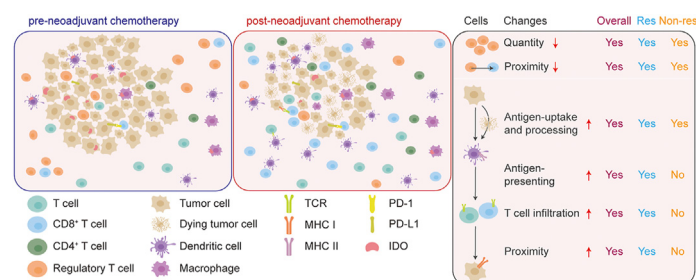 pre-neoadjuvant chemotherapy
post-neoadjuvant chemotherapy
Cells Changes Overall Res Non-res
Quantity ↓ Yes Yes Yes
Proximity ↓ Yes Yes Yes
Antigen-uptake
and processing ↑ Yes Yes Yes
Antigen-
presenting ↑ Yes Yes No
T cell infiltration ↑ Yes Yes No
Proximity ↑ Yes Yes No
T cell Tumor cell TCR PD-1
CD8+ T cell Dying tumor cell MHC I PD-L1
CD4+ T cell Dendritic cell MHC II IDO
Regulatory T cell Macrophage